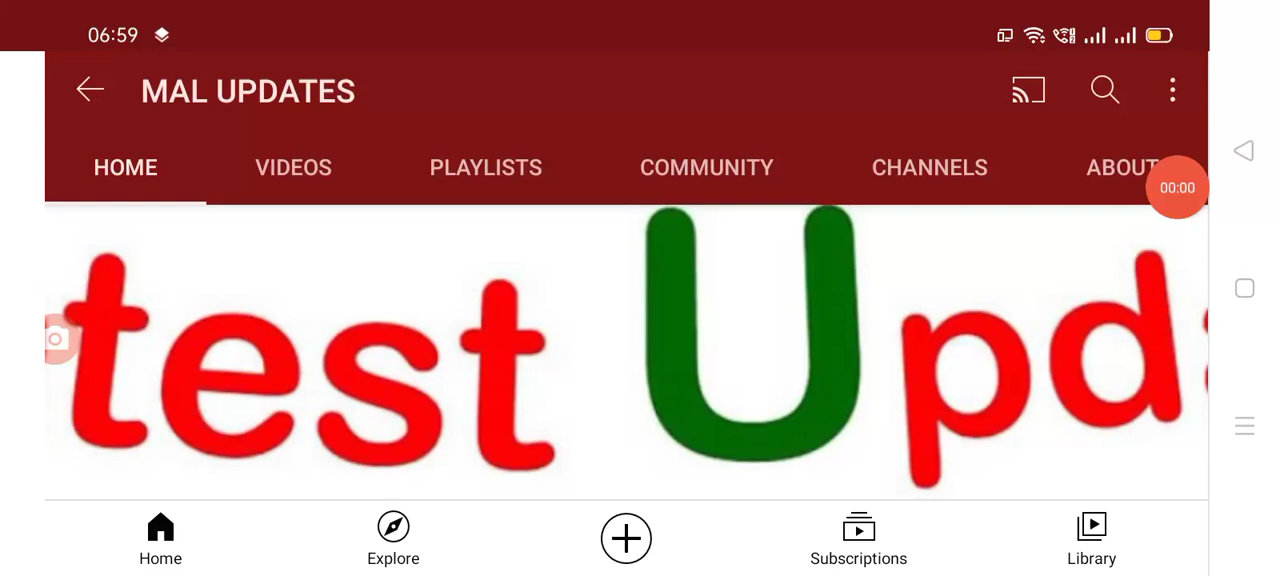 06:59
MAL UPDATES
HOME VIDEOS PLAYLISTS COMMUNITY CHANNELS ABOUT
00:00
test Upd
Home Explore Subscriptions Library